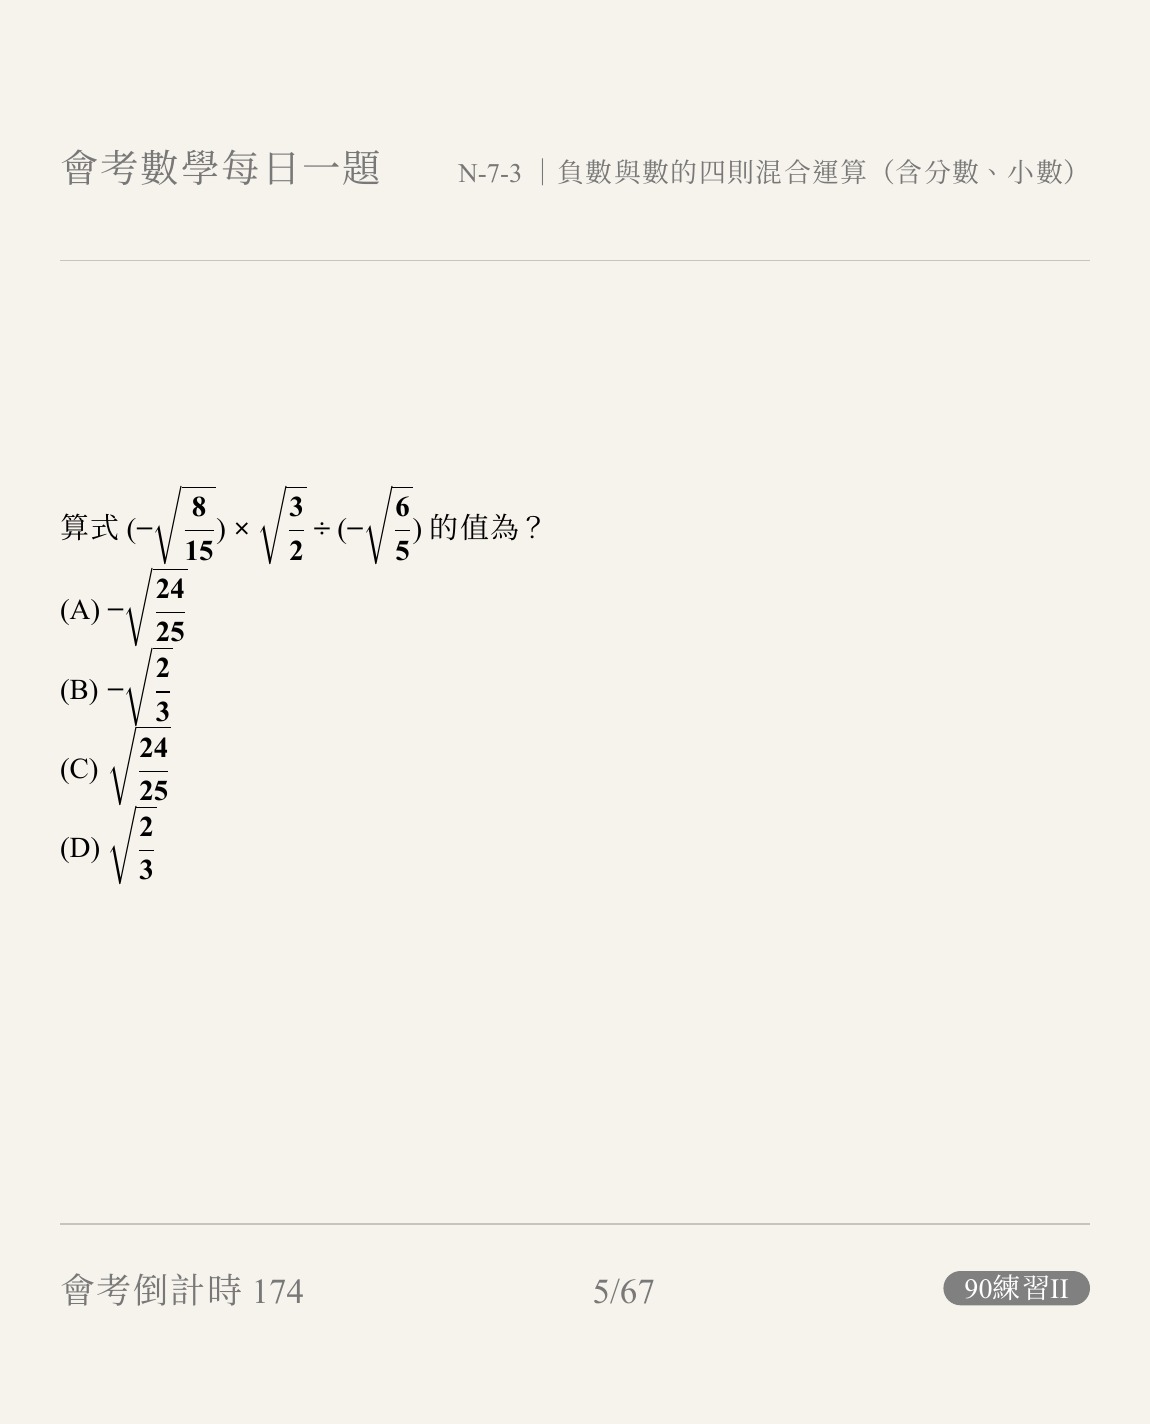 會考數學每日一題
N-7-3｜負數與數的四則混合運算（含分數、小數）
算式 (−√(8/15)) × √(3/2) ÷ (−√(6/5)) 的值為？
(A) −√(24/25)
(B) −√(2/3)
(C) √(24/25)
(D) √(2/3)
會考倒計時 174
5/67
90練習II